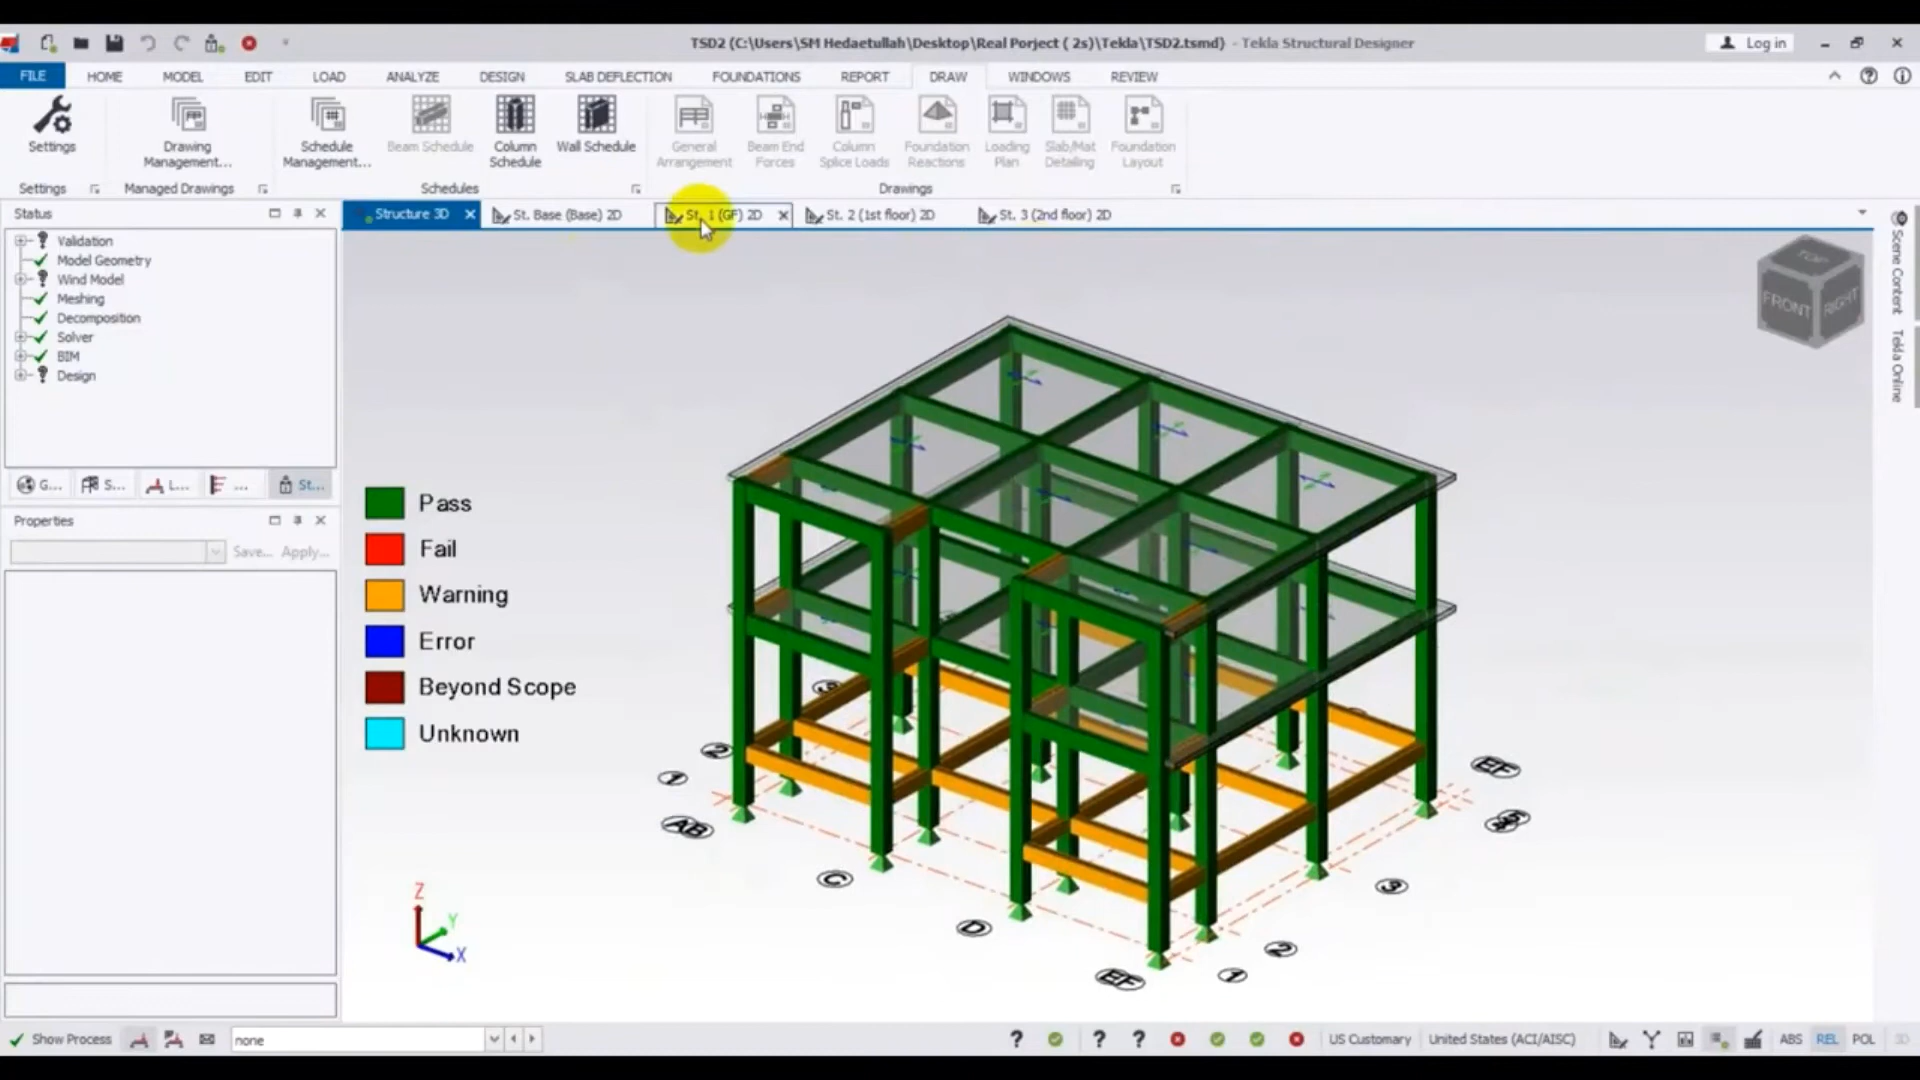 TSD2 (C:\Users\SM Hedaetullah\Desktop\Real Porject ( 2s)\Tekla\TSD2.tsmd) - Tekla Structural Designer
Log in
FILE HOME MODEL EDIT LOAD ANALYZE DESIGN SLAB DEFLECTION FOUNDATIONS REPORT DRAW WINDOWS REVIEW
Settings
Drawing Management...
Schedule Management...
Beam Schedule
Column Schedule
Wall Schedule
General Arrangement
Beam End Forces
Column Splice Loads
Foundation Reactions
Loading Plan
Slab/Mat Detailing
Foundation Layout
Settings Managed Drawings Schedules Drawings
Status
Structure 3D St. Base (Base) 2D St. 1 (GF) 2D St. 2 (1st floor) 2D St. 3 (2nd floor) 2D
Validation
Model Geometry
Wind Model
Meshing
Decomposition
Solver
BIM
Design
G... S... L... ... St...
Properties
Save... Apply...
Pass
Fail
Warning
Error
Beyond Scope
Unknown
TOP
FRONT RIGHT
Scene Content
Tekla Online
2
1
C
D
EF
1
2
3
EF
Z
Y
X
Show Process none US Customary United States (ACI/AISC) ABS REL POL